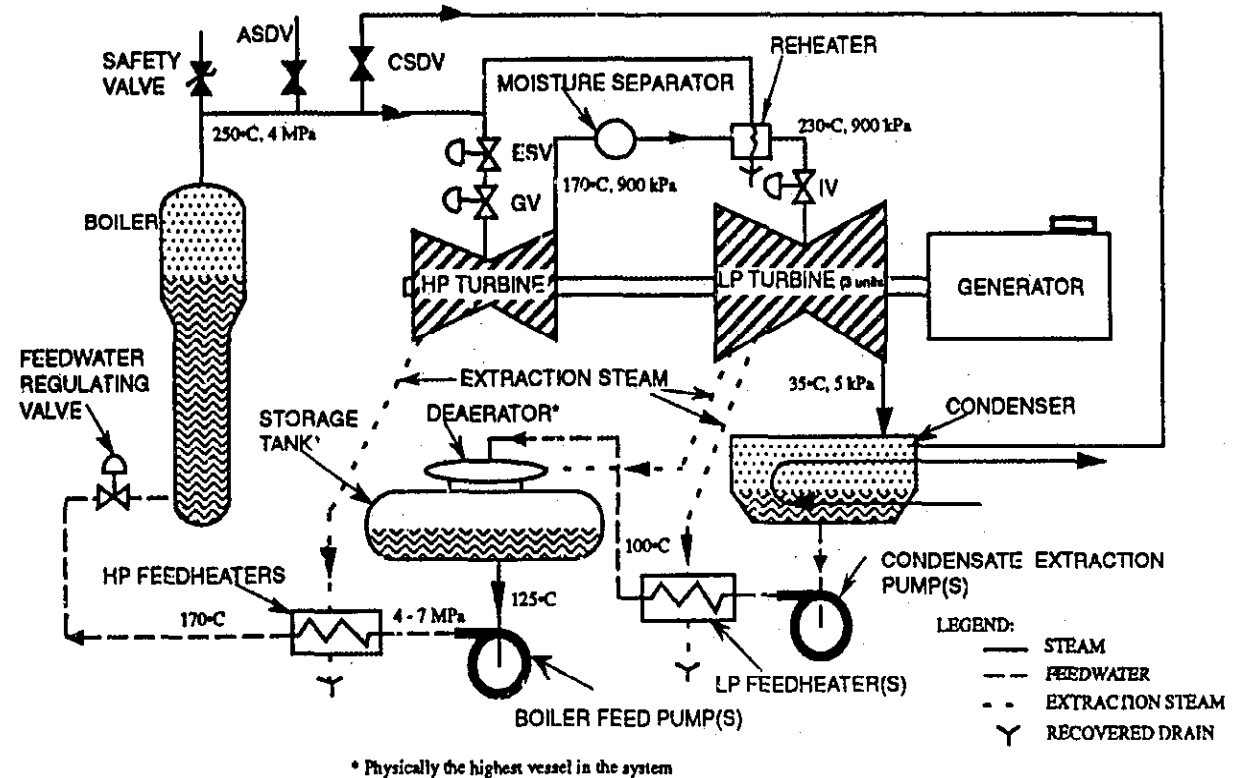 ASDV
SAFETY
VALVE
CSDV
REHEATER
MOISTURE SEPARATOR
250°C, 4 MPa
230°C, 900 kPa
ESV
170°C, 900 kPa
IV
GV
BOILER
HP TURBINE
LP TURBINE (3 units)
GENERATOR
FEEDWATER
REGULATING
VALVE
EXTRACTION STEAM
35°C, 5 kPa
CONDENSER
STORAGE
TANK*
DEAERATOR*
100°C
CONDENSATE EXTRACTION
PUMP(S)
HP FEEDHEATERS
125°C
170°C
4 - 7 MPa
LEGEND:
STEAM
FEEDWATER
EXTRACTION STEAM
RECOVERED DRAIN
LP FEEDHEATER(S)
BOILER FEED PUMP(S)
* Physically the highest vessel in the system